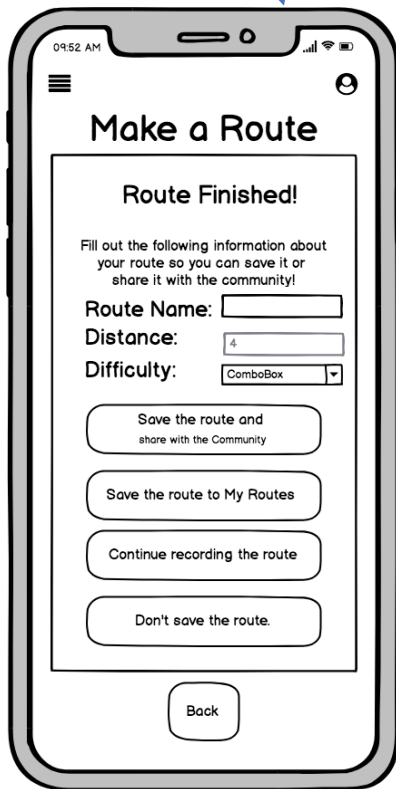 09:52 AM
Make a Route
Route Finished!
Fill out the following information about
your route so you can save it or
share it with the community!
Route Name:
Distance: 4
Difficulty: ComboBox
Save the route and
share with the Community
Save the route to My Routes
Continue recording the route
Don't save the route.
Back